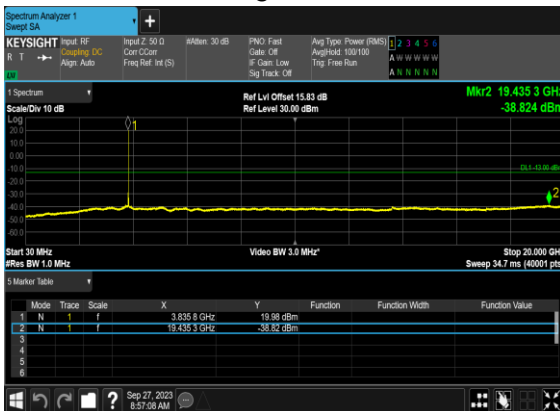 Spectrum Analyzer 1
Swept SA
KEYSIGHT
R T
LV
Input: RF
Coupling: DC
Align: Auto
Input Z: 50 Ω
Corr CCorr
Freq Ref: Int (S)
#Atten: 30 dB
PNO: Fast
Gate: Off
IF Gain: Low
Sig Track: Off
Avg Type: Power (RMS)
Avg|Hold: 100/100
Trig: Free Run
1 2 3 4 5 6
A W W W W W
A N N N N N
1 Spectrum
Scale/Div 10 dB
Ref Lvl Offset 15.83 dB
Ref Level 30.00 dBm
Mkr2 19.435 3 GHz
-38.824 dBm
Log
20.0
10.0
0.00
-10.0
-20.0
-30.0
-40.0
-50.0
-60.0
1
DL1 -13.00 dBm
2
Start 30 MHz
#Res BW 1.0 MHz
Video BW 3.0 MHz*
Stop 20.000 GH
Sweep 34.7 ms (40001 pts
5 Marker Table
Mode Trace Scale X Y Function Function Width Function Value
1 N 1 f 3.835 8 GHz 19.98 dBm
2 N 1 f 19.435 3 GHz -38.82 dBm
3
4
5
6
?
Sep 27, 2023
8:57:08 AM